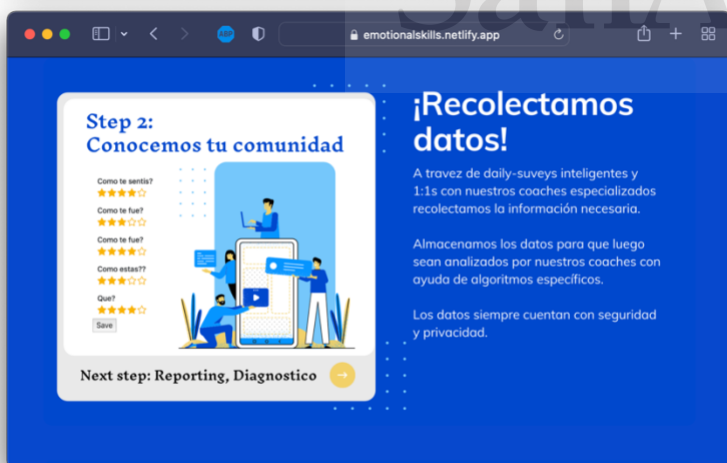 SanA
ABP
emotionalskills.netlify.app
Step 2:
Conocemos tu comunidad
Como te sentis?
Como te fue?
Como te fue?
Como estas??
Que?
Save
Next step: Reporting, Diagnostico
¡Recolectamos
datos!
A travez de daily-suveys inteligentes y
1:1s con nuestros coaches especializados
recolectamos la información necesaria.
Almacenamos los datos para que luego
sean analizados por nuestros coaches con
ayuda de algoritmos específicos.
Los datos siempre cuentan con seguridad
y privacidad.